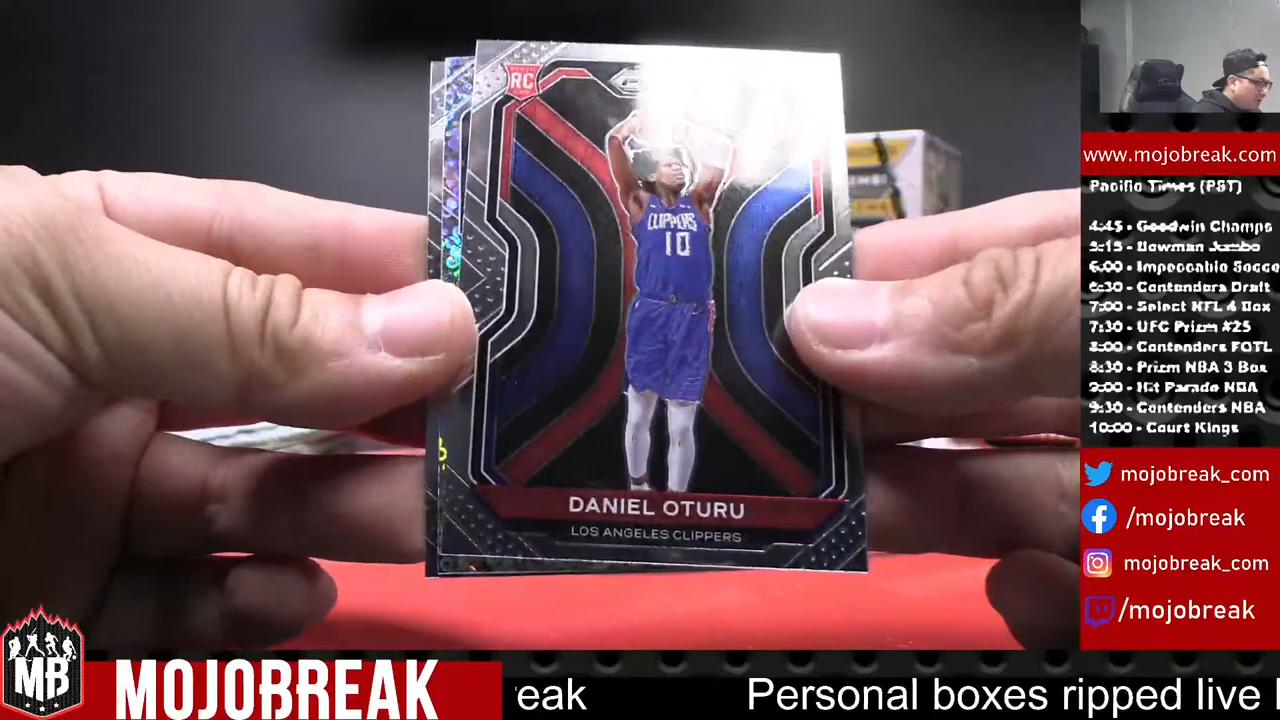 RC
CLIPPERS
10
DANIEL OTURU
LOS ANGELES CLIPPERS
www.mojobreak.com
Pacific Times (PST)
4:45 - Goodwin Champs
5:15 - Bowman Jumbo
6:00 - Impeccable Socce
6:30 - Contenders Draft
7:00 - Select NFL 4 Box
7:30 - UFC Prizm #25
8:00 - Contenders FOTL
8:30 - Prizm NBA 3 Box
9:00 - Hit Parade NBA
9:30 - Contenders NBA
10:00 - Court Kings
mojobreak_
/mojobreak
mojobreak_com
/mojobreak
MB
MOJOBREAK
eak Personal boxes ripped live